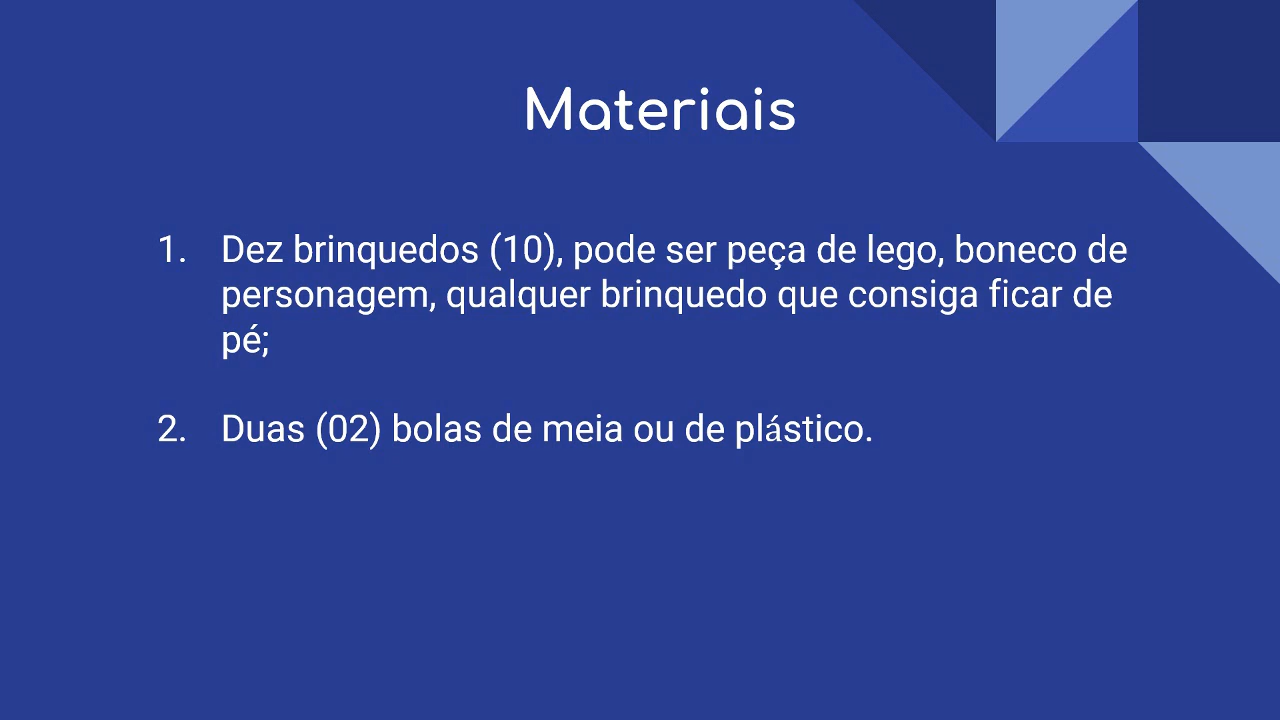 Materiais
1. Dez brinquedos (10), pode ser peça de lego, boneco de
personagem, qualquer brinquedo que consiga ficar de
pé;
2. Duas (02) bolas de meia ou de plástico.